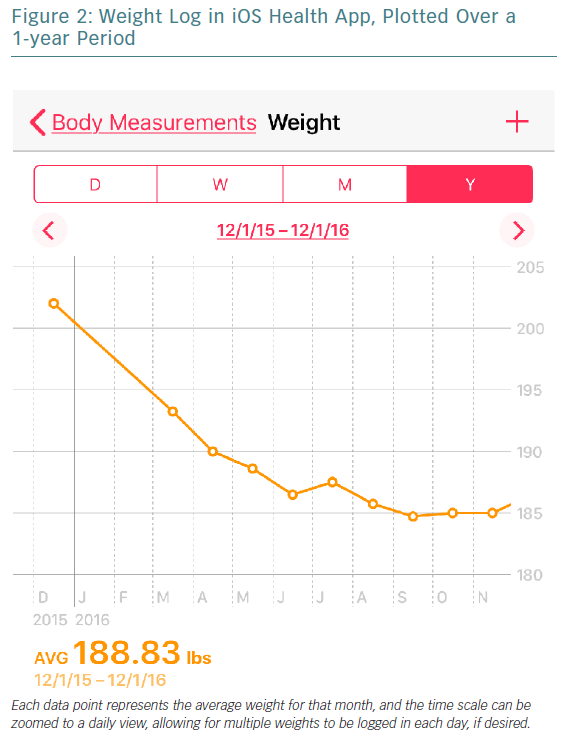 Figure 2: Weight Log in iOS Health App, Plotted Over a
1-year Period
Body Measurements Weight +
D W M Y
12/1/15 – 12/1/16
205
200
195
190
185
180
D J F M A M J J A S O N
2015 2016
AVG 188.83 lbs
12/1/15 – 12/1/16
Each data point represents the average weight for that month, and the time scale can be
zoomed to a daily view, allowing for multiple weights to be logged in each day, if desired.